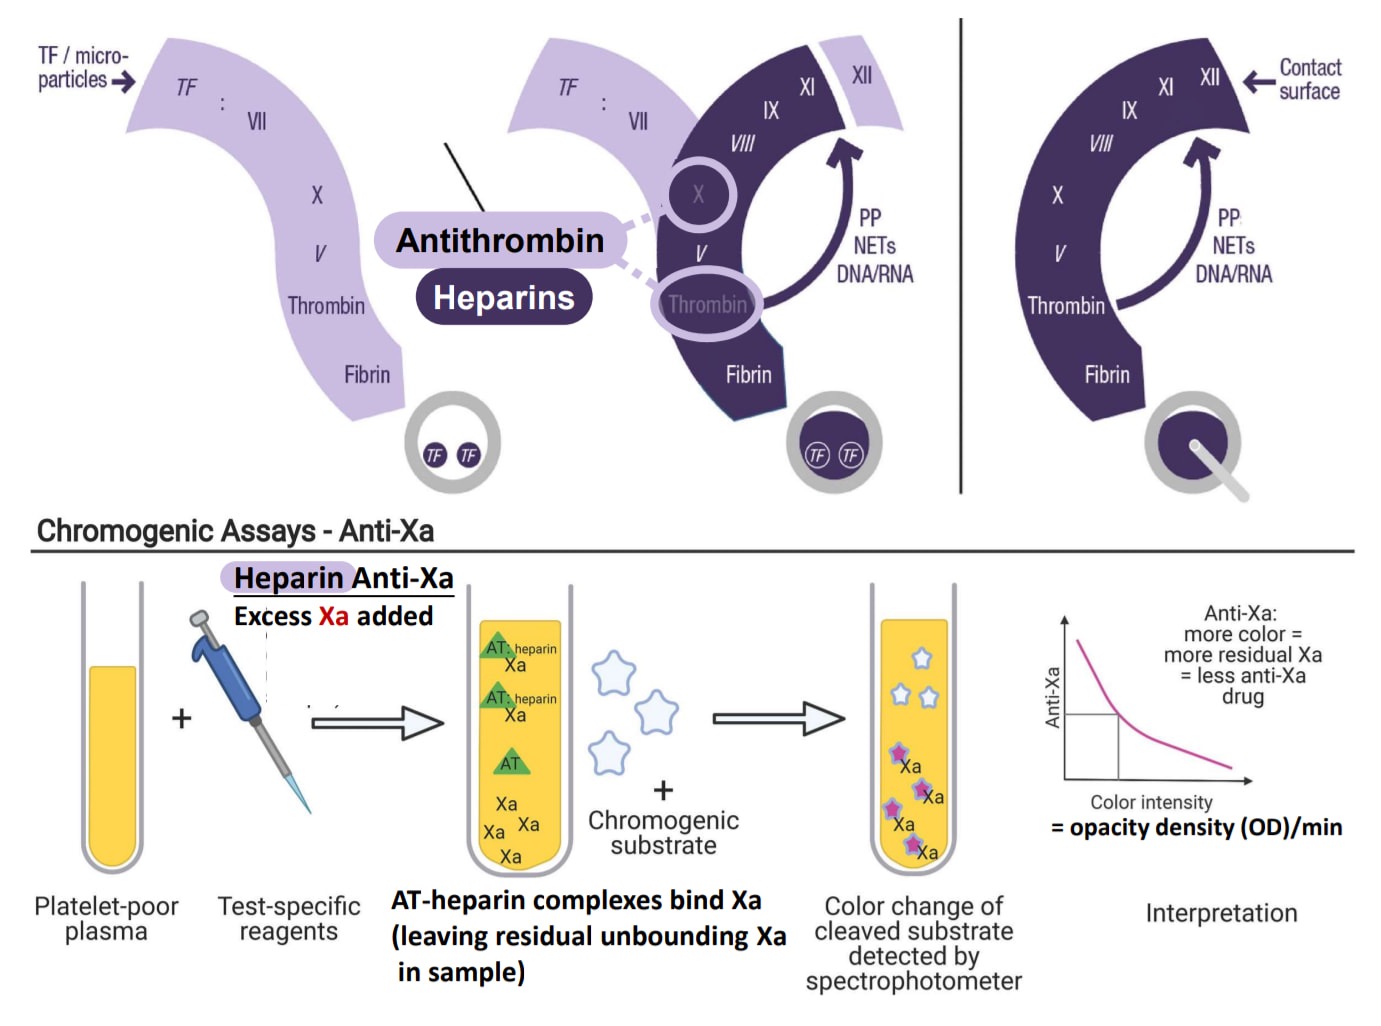 TF / micro-
particles
TF
:
VII
X
V
Thrombin
Fibrin
TF
TF
TF
:
VII
XI
XII
IX
VIII
X
Antithrombin
Heparins
V
Thrombin
Fibrin
PP
NETs
DNA/RNA
TF
TF
XII
XI
IX
VIII
X
V
Thrombin
Fibrin
Contact
surface
PP
NETs
DNA/RNA
Chromogenic Assays - Anti-Xa
Heparin Anti-Xa
Excess Xa added
+
AT: heparin
Xa
AT: heparin
Xa
AT
Xa
Xa
Xa
Xa
+
Chromogenic
substrate
Xa
Xa
Xa
Xa
Anti-Xa:
more color =
more residual Xa
= less anti-Xa
drug
Anti-Xa
Color intensity
= opacity density (OD)/min
Platelet-poor
plasma
Test-specific
reagents
AT-heparin complexes bind Xa
(leaving residual unbounding Xa
in sample)
Color change of
cleaved substrate
detected by
spectrophotometer
Interpretation